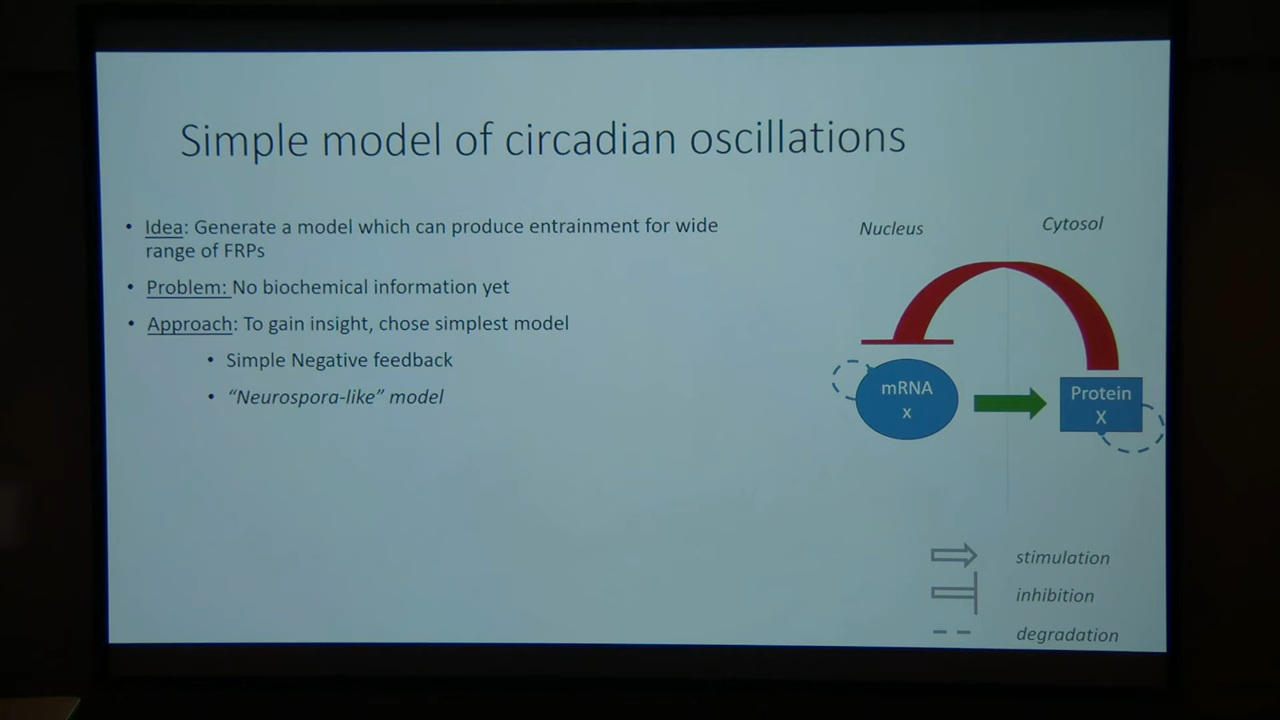 Simple model of circadian oscillations
• Idea: Generate a model which can produce entrainment for wide
range of FRPs
• Problem: No biochemical information yet
• Approach: To gain insight, chose simplest model
• Simple Negative feedback
• “Neurospora-like” model
Nucleus
Cytosol
mRNA
x
Protein
X
stimulation
inhibition
degradation